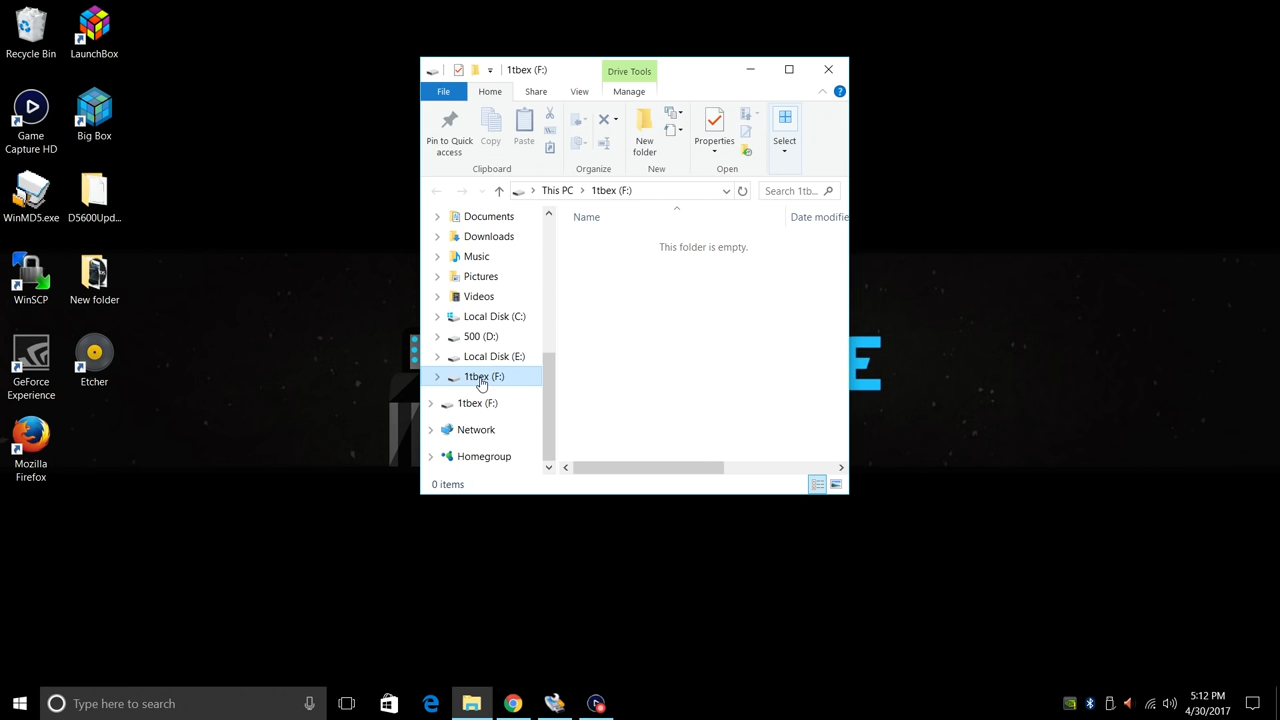 Recycle Bin
LaunchBox
Game
Capture HD
Big Box
WinMD5.exe
D5600Upd...
WinSCP
New folder
GeForce
Experience
Etcher
Mozilla
Firefox
1tbex (F:)
Drive Tools
File
Home
Share
View
Manage
Pin to Quick
access
Copy
Paste
New
folder
Properties
Select
Clipboard
Organize
New
Open
This PC
1tbex (F:)
Search 1tb...
Documents
Downloads
Music
Pictures
Videos
Local Disk (C:)
500 (D:)
Local Disk (E:)
1tbex (F:)
1tbex (F:)
Network
Homegroup
Name
Date modifie
This folder is empty.
0 items
E
Type here to search
5:12 PM
4/30/2017